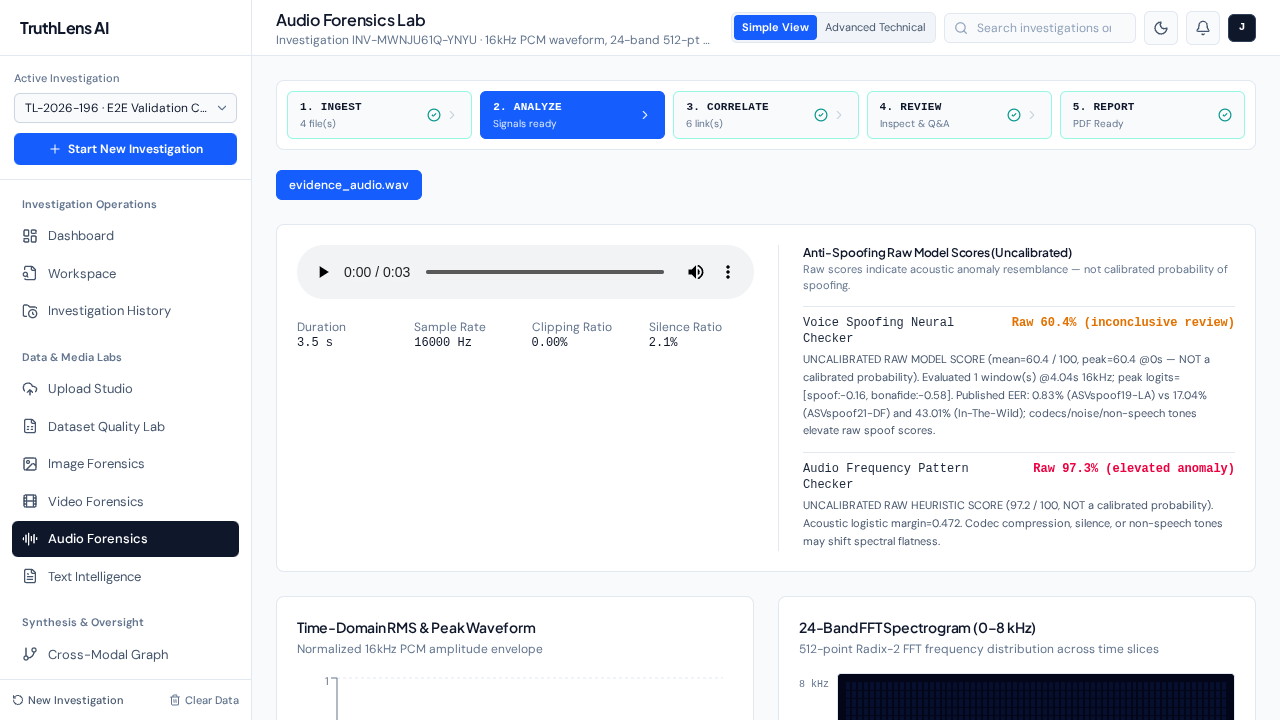 TruthLens AI
Active Investigation
TL-2026-196 · E2E Validation C...
Start New Investigation
Investigation Operations
Dashboard
Workspace
Investigation History
Data & Media Labs
Upload Studio
Dataset Quality Lab
Image Forensics
Video Forensics
Audio Forensics
Text Intelligence
Synthesis & Oversight
Cross-Modal Graph
New Investigation
Clear Data
Audio Forensics Lab
Investigation INV-MWNJU61Q-YNYU · 16kHz PCM waveform, 24-band 512-pt ...
Simple View
Advanced Technical
Search investigations or
J
1. INGEST
4 file(s)
2. ANALYZE
Signals ready
3. CORRELATE
6 link(s)
4. REVIEW
Inspect & Q&A
5. REPORT
PDF Ready
evidence_audio.wav
0:00 / 0:03
Duration
3.5 s
Sample Rate
16000 Hz
Clipping Ratio
0.00%
Silence Ratio
2.1%
Anti-Spoofing Raw Model Scores (Uncalibrated)
Raw scores indicate acoustic anomaly resemblance — not calibrated probability of
spoofing.
Voice Spoofing Neural
Checker
Raw 60.4% (inconclusive review)
UNCALIBRATED RAW MODEL SCORE (mean=60.4 / 100, peak=60.4 @0s — NOT a
calibrated probability). Evaluated 1 window(s) @4.04s 16kHz; peak logits=
[spoof:-0.16, bonafide:-0.58]. Published EER: 0.83% (ASVspoof19-LA) vs 17.04%
(ASVspoof21-DF) and 43.01% (In-The-Wild); codecs/noise/non-speech tones
elevate raw spoof scores.
Audio Frequency Pattern
Checker
Raw 97.3% (elevated anomaly)
UNCALIBRATED RAW HEURISTIC SCORE (97.2 / 100, NOT a calibrated probability).
Acoustic logistic margin=0.472. Codec compression, silence, or non-speech tones
may shift spectral flatness.
Time-Domain RMS & Peak Waveform
Normalized 16kHz PCM amplitude envelope
1
24-Band FFT Spectrogram (0–8 kHz)
512-point Radix-2 FFT frequency distribution across time slices
8 kHz